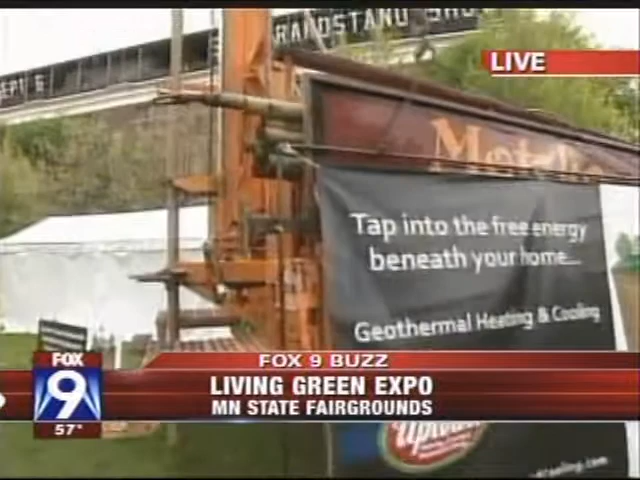 GRANDSTAND
LIVE
Tap into the free energy
beneath your home...
Geothermal Heating & Cooling
FOX 9 BUZZ
FOX
9
LIVING GREEN EXPO
MN STATE FAIRGROUNDS
57°